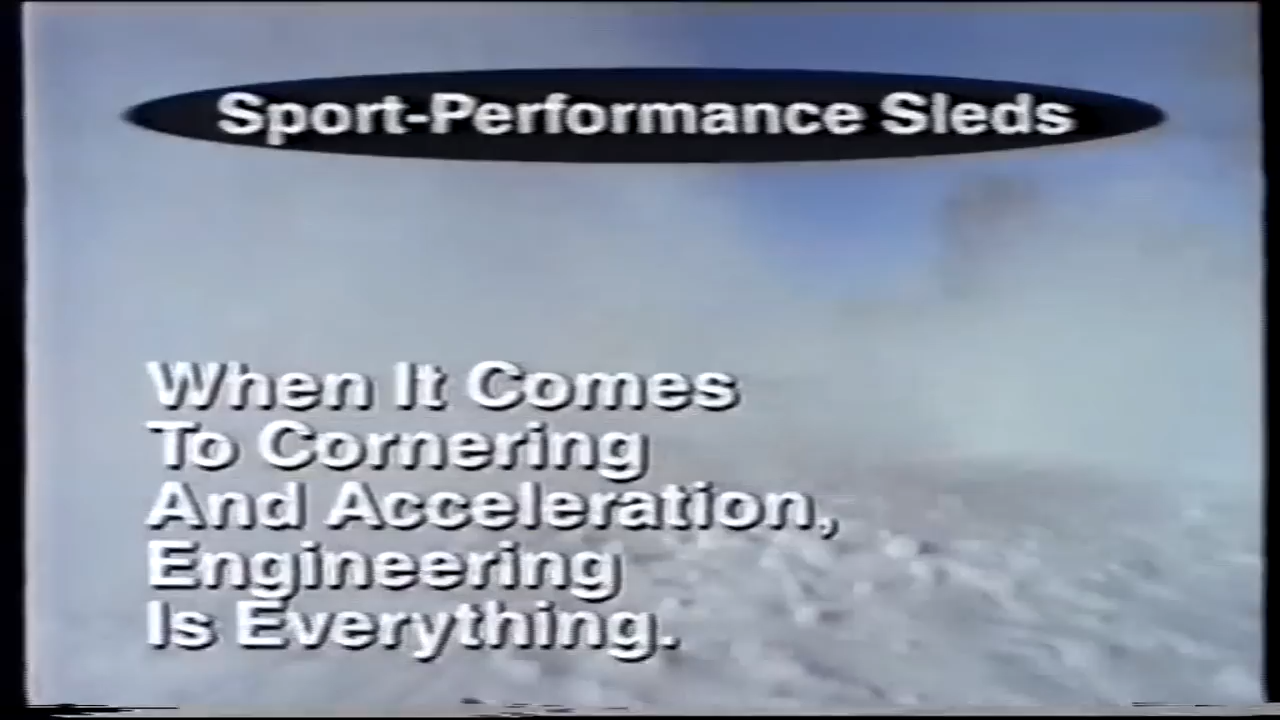 Sport-Performance Sleds
When It Comes
To Cornering
And Acceleration,
Engineering
Is Everything.